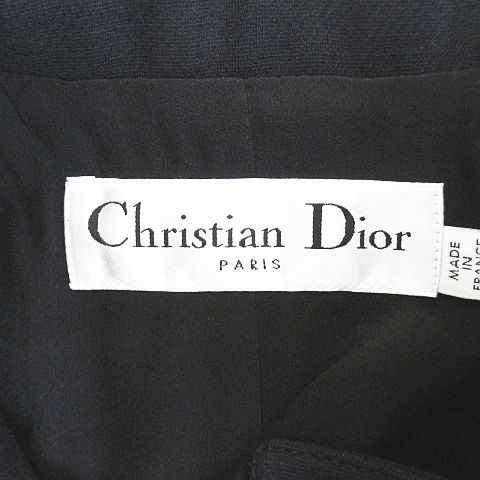 Christian Dior
PARIS
MADE
IN
FRANCE